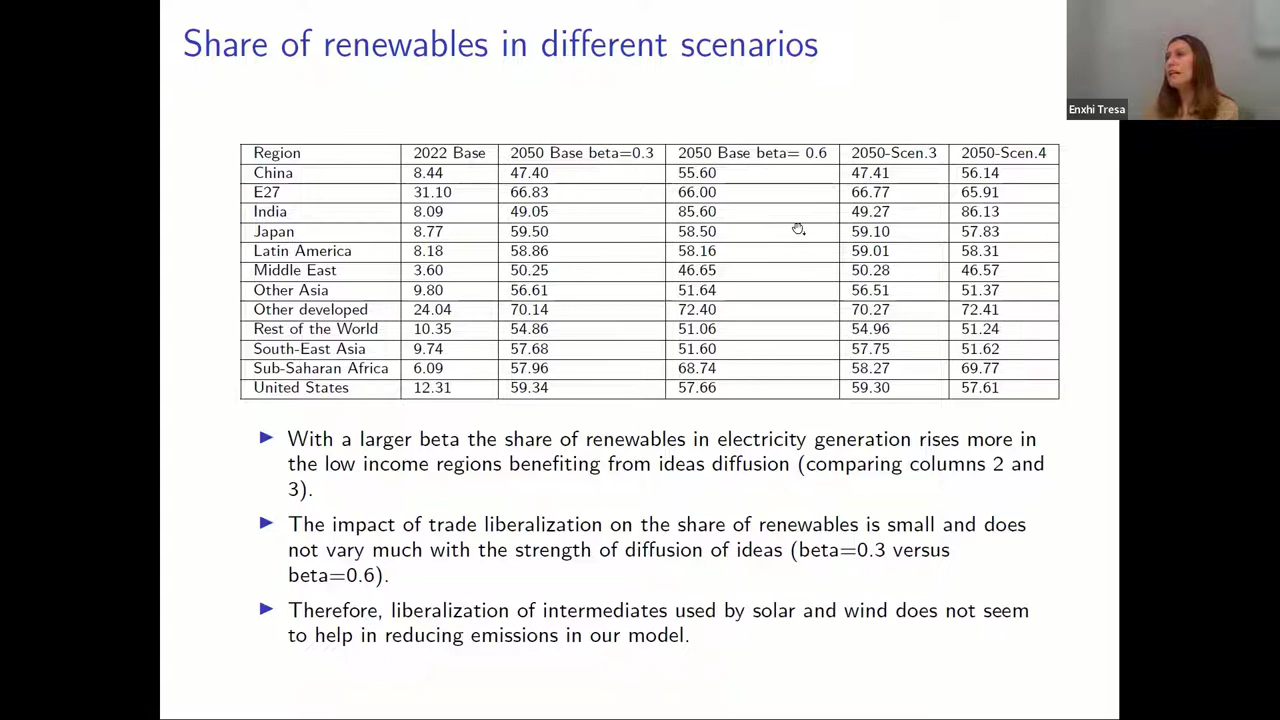 Share of renewables in different scenarios
Enxhi Tresa
Region 2022 Base 2050 Base beta=0.3 2050 Base beta= 0.6 2050-Scen.3 2050-Scen.4
China 8.44 47.40 55.60 47.41 56.14
E27 31.10 66.83 66.00 66.77 65.91
India 8.09 49.05 85.60 49.27 86.13
Japan 8.77 59.50 58.50 59.10 57.83
Latin America 8.18 58.86 58.16 59.01 58.31
Middle East 3.60 50.25 46.65 50.28 46.57
Other Asia 9.80 56.61 51.64 56.51 51.37
Other developed 24.04 70.14 72.40 70.27 72.41
Rest of the World 10.35 54.86 51.06 54.96 51.24
South-East Asia 9.74 57.68 51.60 57.75 51.62
Sub-Saharan Africa 6.09 57.96 68.74 58.27 69.77
United States 12.31 59.34 57.66 59.30 57.61
With a larger beta the share of renewables in electricity generation rises more in
the low income regions benefiting from ideas diffusion (comparing columns 2 and
3).
The impact of trade liberalization on the share of renewables is small and does
not vary much with the strength of diffusion of ideas (beta=0.3 versus
beta=0.6).
Therefore, liberalization of intermediates used by solar and wind does not seem
to help in reducing emissions in our model.